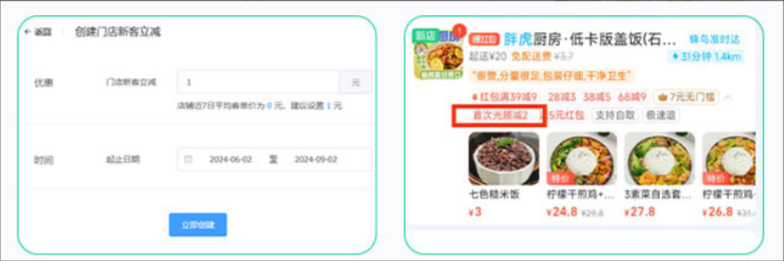 返回 创建门店新客立减
优惠 门店新客立减 1 元
店铺近7日平均客单价为 0 元，建议设置 1 元
时间 起止日期 2024-06-02 至 2024-09-02
立即创建
新店
1
爆红包 胖虎厨房·低卡版盖饭(石... 蜂鸟准时达
起送¥20 免配送费 ¥3.7 31分钟 1.4km
"很赞,分量很足,包装仔细,干净卫生"
红包满39减9 28减3 38减5 68减9 7元无门槛
首次光顾减2 5元红包 支持自取 极速退
特价 特价
七色糙米饭 柠檬干煎鸡+... 3素菜自选套... 柠檬干煎鸡
¥3 ¥24.8 ¥29.8 ¥27.8 ¥26.8